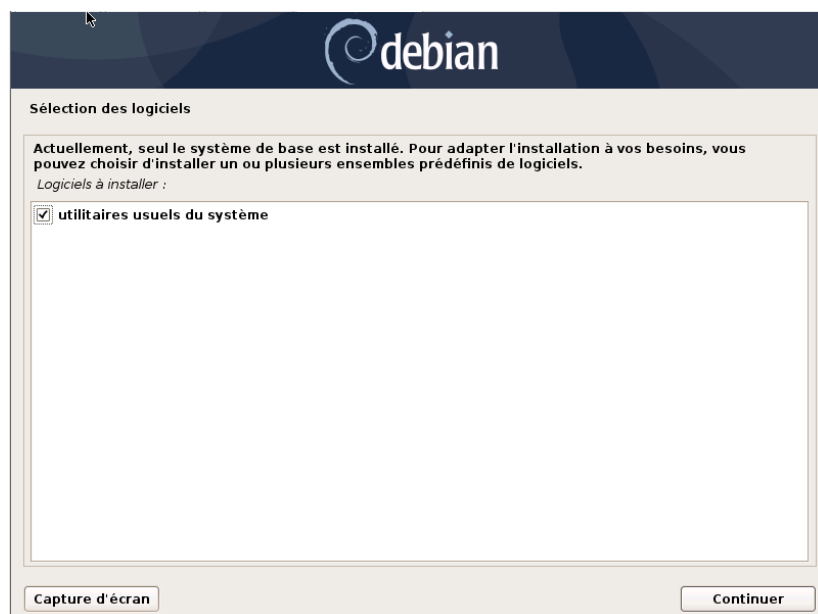 debian
Sélection des logiciels
Actuellement, seul le système de base est installé. Pour adapter l'installation à vos besoins, vous
pouvez choisir d'installer un ou plusieurs ensembles prédéfinis de logiciels.
Logiciels à installer :
utilitaires usuels du système
Capture d'écran
Continuer